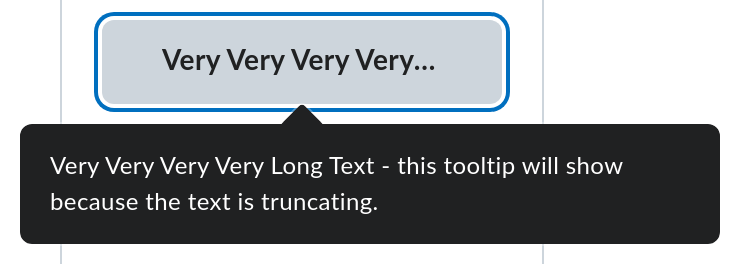 Very Very Very Very...
Very Very Very Very Long Text - this tooltip will show
because the text is truncating.